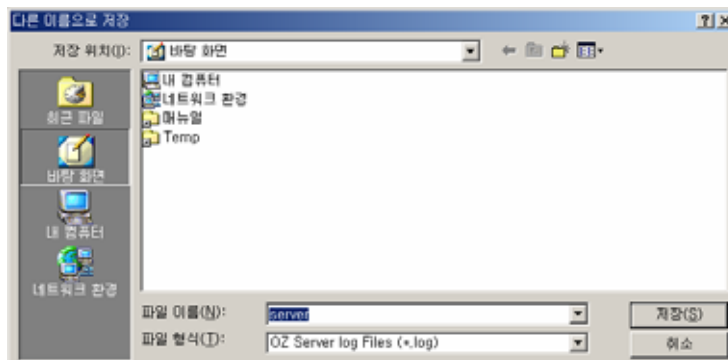 다른 이름으로 저장
저장 위치(I): 바탕 화면
최근 파일
바탕 화면
내 컴퓨터
네트워크 환경
내 컴퓨터
네트워크 환경
매뉴얼
Temp
파일 이름(N): server 저장(S)
파일 형식(T): OZ Server log Files (*.log) 취소